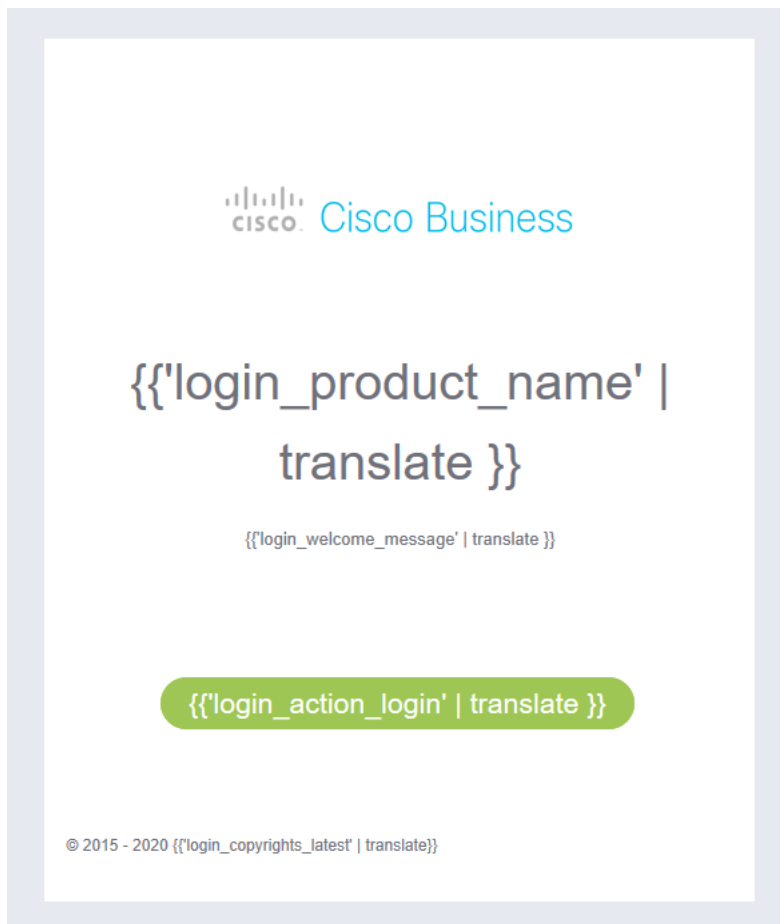 CISCO. Cisco Business
{{'login_product_name' |
translate }}
{{'login_welcome_message' | translate }}
{{'login_action_login' | translate }}
© 2015 - 2020 {{'login_copyrights_latest' | translate}}